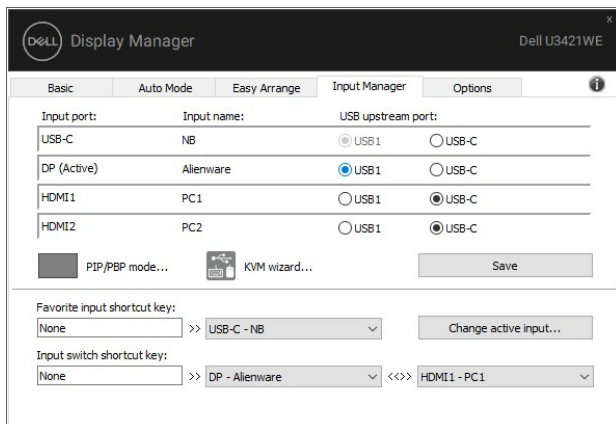 x
DELL Display Manager Dell U3421WE
Basic Auto Mode Easy Arrange Input Manager Options i
Input port: Input name: USB upstream port:
USB-C NB USB1 USB-C
DP (Active) Alienware USB1 USB-C
HDMI1 PC1 USB1 USB-C
HDMI2 PC2 USB1 USB-C
PIP/PBP mode... KVM wizard... Save
Favorite input shortcut key:
None >> USB-C - NB Change active input...
Input switch shortcut key:
None >> DP - Alienware <<>> HDMI1 - PC1